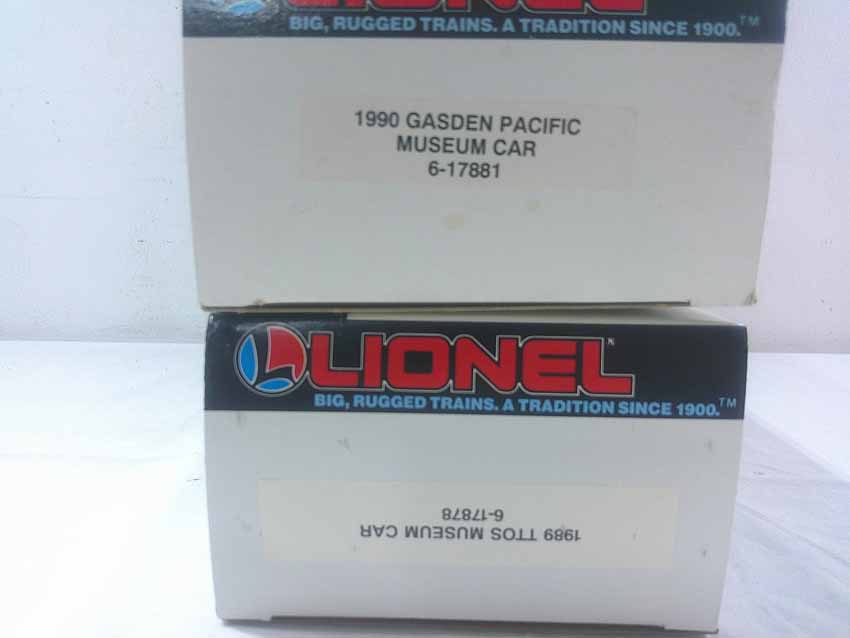 LIONEL
BIG, RUGGED TRAINS. A TRADITION SINCE 1900.™
1990 GASDEN PACIFIC
MUSEUM CAR
6-17881
LIONEL®
BIG, RUGGED TRAINS. A TRADITION SINCE 1900.™
1989 TTOS MUSEUM CAR
6-17878